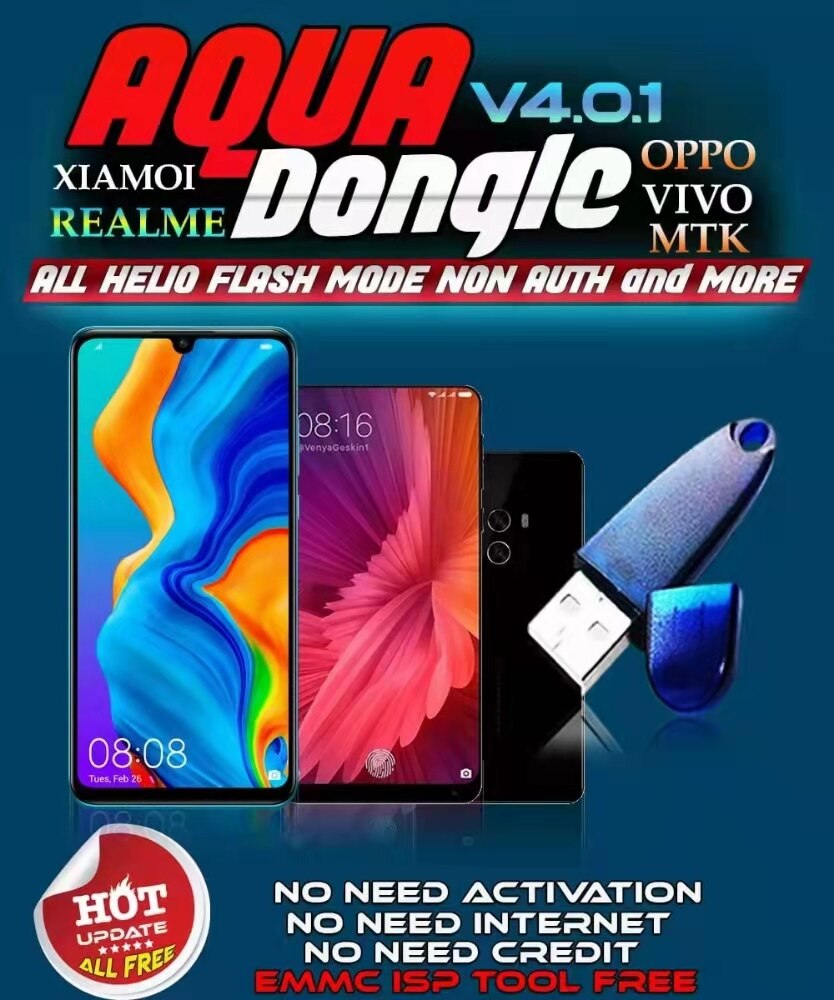 AQUA
V4.0.1
XIAMOI
Dongle
OPPO
REALME
VIVO
MTK
ALL HELIO FLASH MODE NON AUTH and MORE
08:16
@VenyaGeskin1
08:08
Tues, Feb 26
HOT
UPDATE
ALL FREE
NO NEED ACTIVATION
NO NEED INTERNET
NO NEED CREDIT
EMMC ISP TOOL FREE